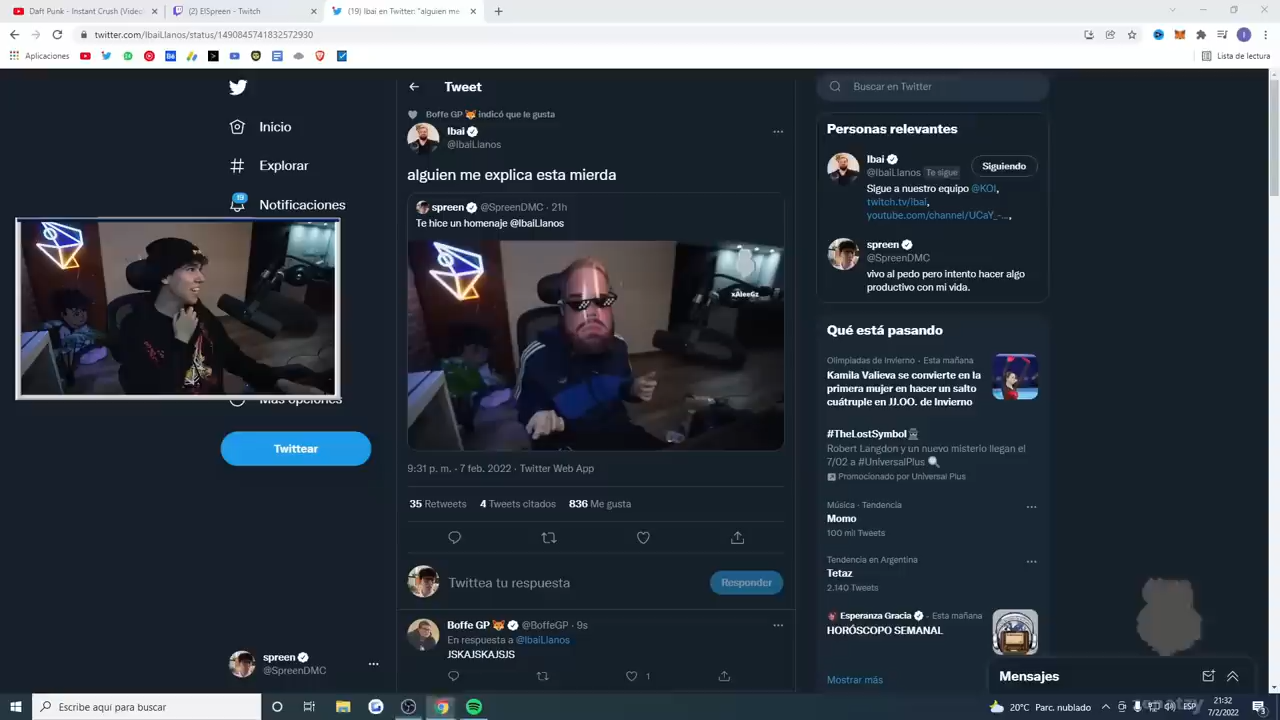 Daft Punk - Instant Crush (Video
(2) ElSpreen - Twitch
(19) Ibai en Twitter: "alguien me
twitter.com/IbaiLlanos/status/1490845741832572930
Aplicaciones
Lista de lectura
Tweet
Buscar en Twitter
Boffe GP indicó que le gusta
Ibai
@IbaiLlanos
alguien me explica esta mierda
spreen @SpreenDMC · 21h
Te hice un homenaje @IbaiLlanos
xAleeGz
9:31 p. m. · 7 feb. 2022 · Twitter Web App
35 Retweets 4 Tweets citados 836 Me gusta
Twittea tu respuesta
Responder
Boffe GP @BoffeGP · 9s
En respuesta a @IbaiLlanos
JSKAJSKAJSJS
1
Inicio
Explorar
19
Notificaciones
Más opciones
Twittear
spreen
@SpreenDMC
Personas relevantes
Ibai
@IbaiLlanos Te sigue
Siguiendo
Sigue a nuestro equipo @KOI,
twitch.tv/ibai,
youtube.com/channel/UCaY_-...,
spreen
@SpreenDMC
vivo al pedo pero intento hacer algo
productivo con mi vida.
Qué está pasando
Olimpiadas de Invierno · Esta mañana
Kamila Valieva se convierte en la
primera mujer en hacer un salto
cuátruple en JJ.OO. de Invierno
#TheLostSymbol
Robert Langdon y un nuevo misterio llegan el
7/02 a #UniversalPlus
Promocionado por Universal Plus
Música · Tendencia
Momo
100 mil Tweets
Tendencia en Argentina
Tetaz
2.140 Tweets
Esperanza Gracia · Esta mañana
HORÓSCOPO SEMANAL
Mostrar más
Mensajes
Escribe aquí para buscar
20°C Parc. nublado
ESP
21:32
7/2/2022